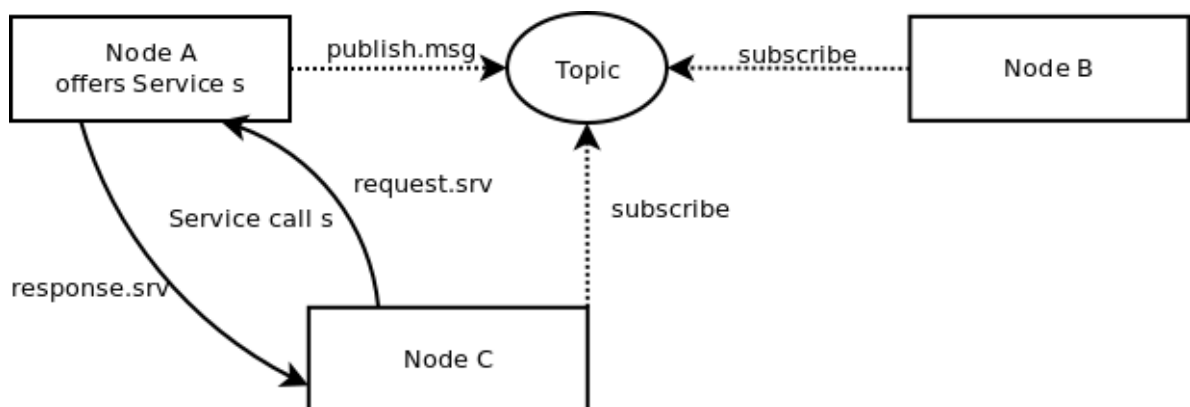 Node A
offers Service s
publish.msg
Topic
subscribe
Node B
request.srv
Service call s
subscribe
response.srv
Node C